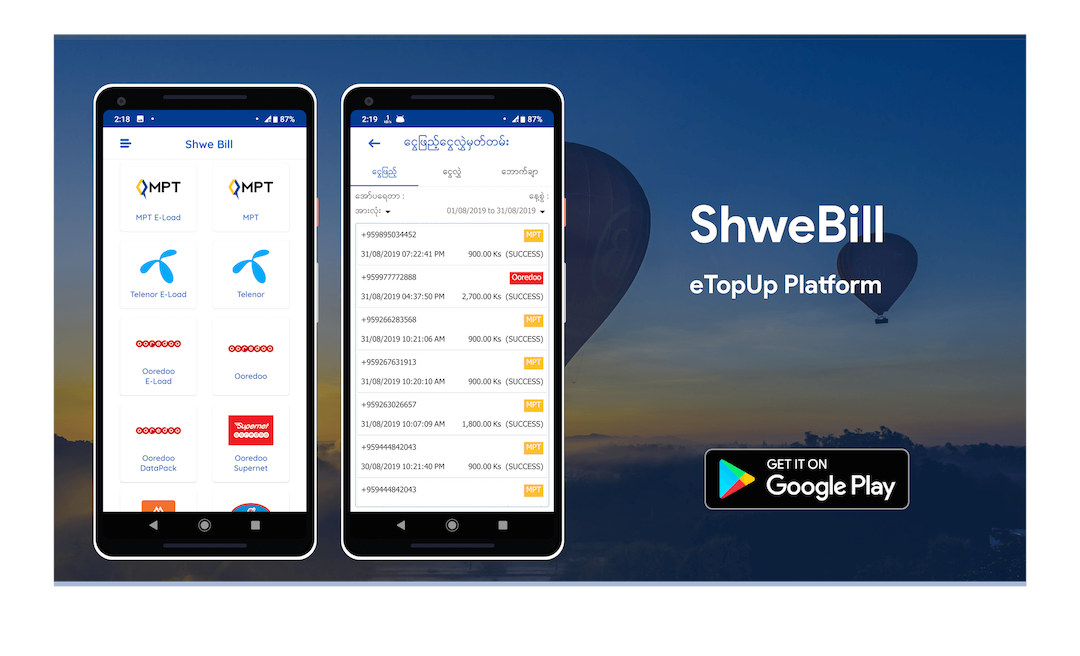 2:18
87%
Shwe Bill
MPT
MPT E-Load
MPT
MPT
Telenor E-Load
Telenor
ooredoo
Ooredoo
E-Load
ooredoo
Ooredoo
ooredoo
Ooredoo
DataPack
Supernet
ooredoo
Ooredoo
Supernet
2:19
87%
ငွေဖြည့်ငွေလွှဲမှတ်တမ်း
ငွေဖြည့် ငွေလွှဲ ဘောက်ချာ
အော်ပရေတာ : နေ့စွဲ :
အားလုံး 01/08/2019 to 31/08/2019
+959895034452 MPT
31/08/2019 07:22:41 PM 900.00 Ks (SUCCESS)
+959977772888 Ooredoo
31/08/2019 04:37:50 PM 2,700.00 Ks (SUCCESS)
+959266283568 MPT
31/08/2019 10:21:06 AM 900.00 Ks (SUCCESS)
+959267631913 MPT
31/08/2019 10:20:10 AM 900.00 Ks (SUCCESS)
+959263026657 MPT
31/08/2019 10:07:09 AM 1,800.00 Ks (SUCCESS)
+959444842043 MPT
30/08/2019 10:21:40 PM 900.00 Ks (SUCCESS)
+959444842043 MPT
ShweBill
eTopUp Platform
GET IT ON
Google Play